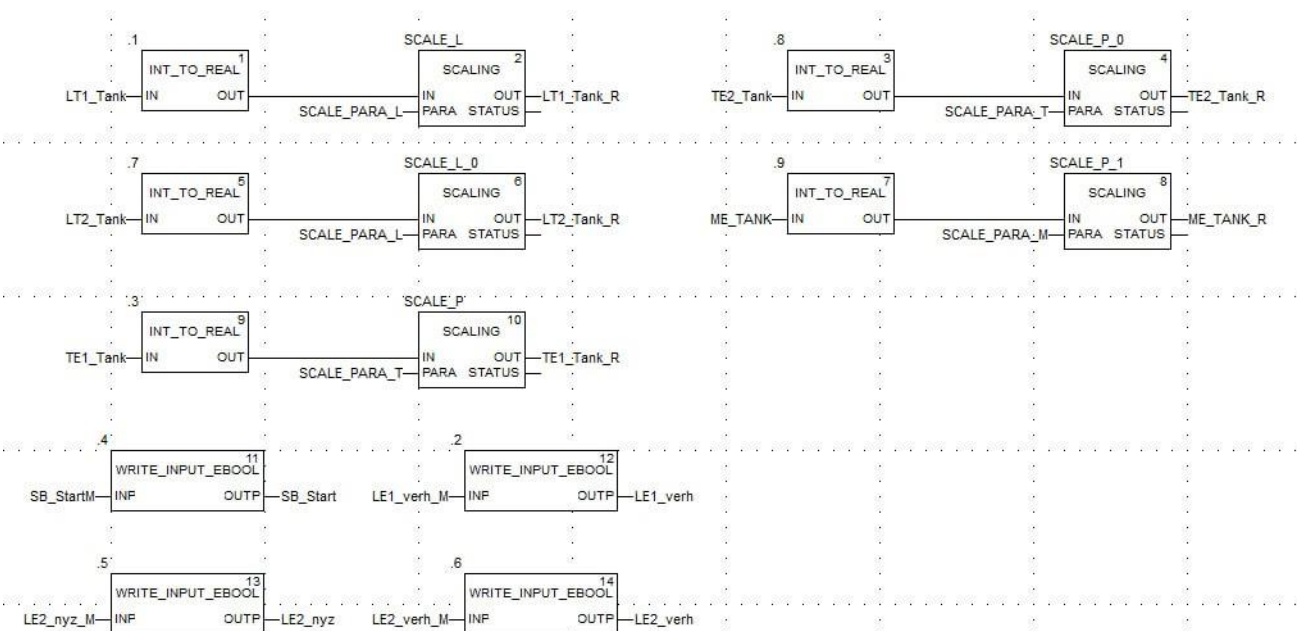 .1 SCALE_L .8 SCALE_P_0
1 2 3 4
INT_TO_REAL SCALING INT_TO_REAL SCALING
LT1_Tank IN OUT IN OUT LT1_Tank_R TE2_Tank IN OUT IN OUT TE2_Tank_R
SCALE_PARA_L PARA STATUS SCALE_PARA_T PARA STATUS
.7 SCALE_L_0 .9 SCALE_P_1
5 6 7 8
INT_TO_REAL SCALING INT_TO_REAL SCALING
LT2_Tank IN OUT IN OUT LT2_Tank_R ME_TANK IN OUT IN OUT ME_TANK_R
SCALE_PARA_L PARA STATUS SCALE_PARA_M PARA STATUS
.3 SCALE_P
9 10
INT_TO_REAL SCALING
TE1_Tank IN OUT IN OUT TE1_Tank_R
SCALE_PARA_T PARA STATUS
.4 .2
11 12
WRITE_INPUT_EBOOL WRITE_INPUT_EBOOL
SB_StartM INP OUTP SB_Start LE1_verh_M INP OUTP LE1_verh
.5 .6
13 14
WRITE_INPUT_EBOOL WRITE_INPUT_EBOOL
LE2_nyz_M INP OUTP LE2_nyz LE2_verh_M INP OUTP LE2_verh